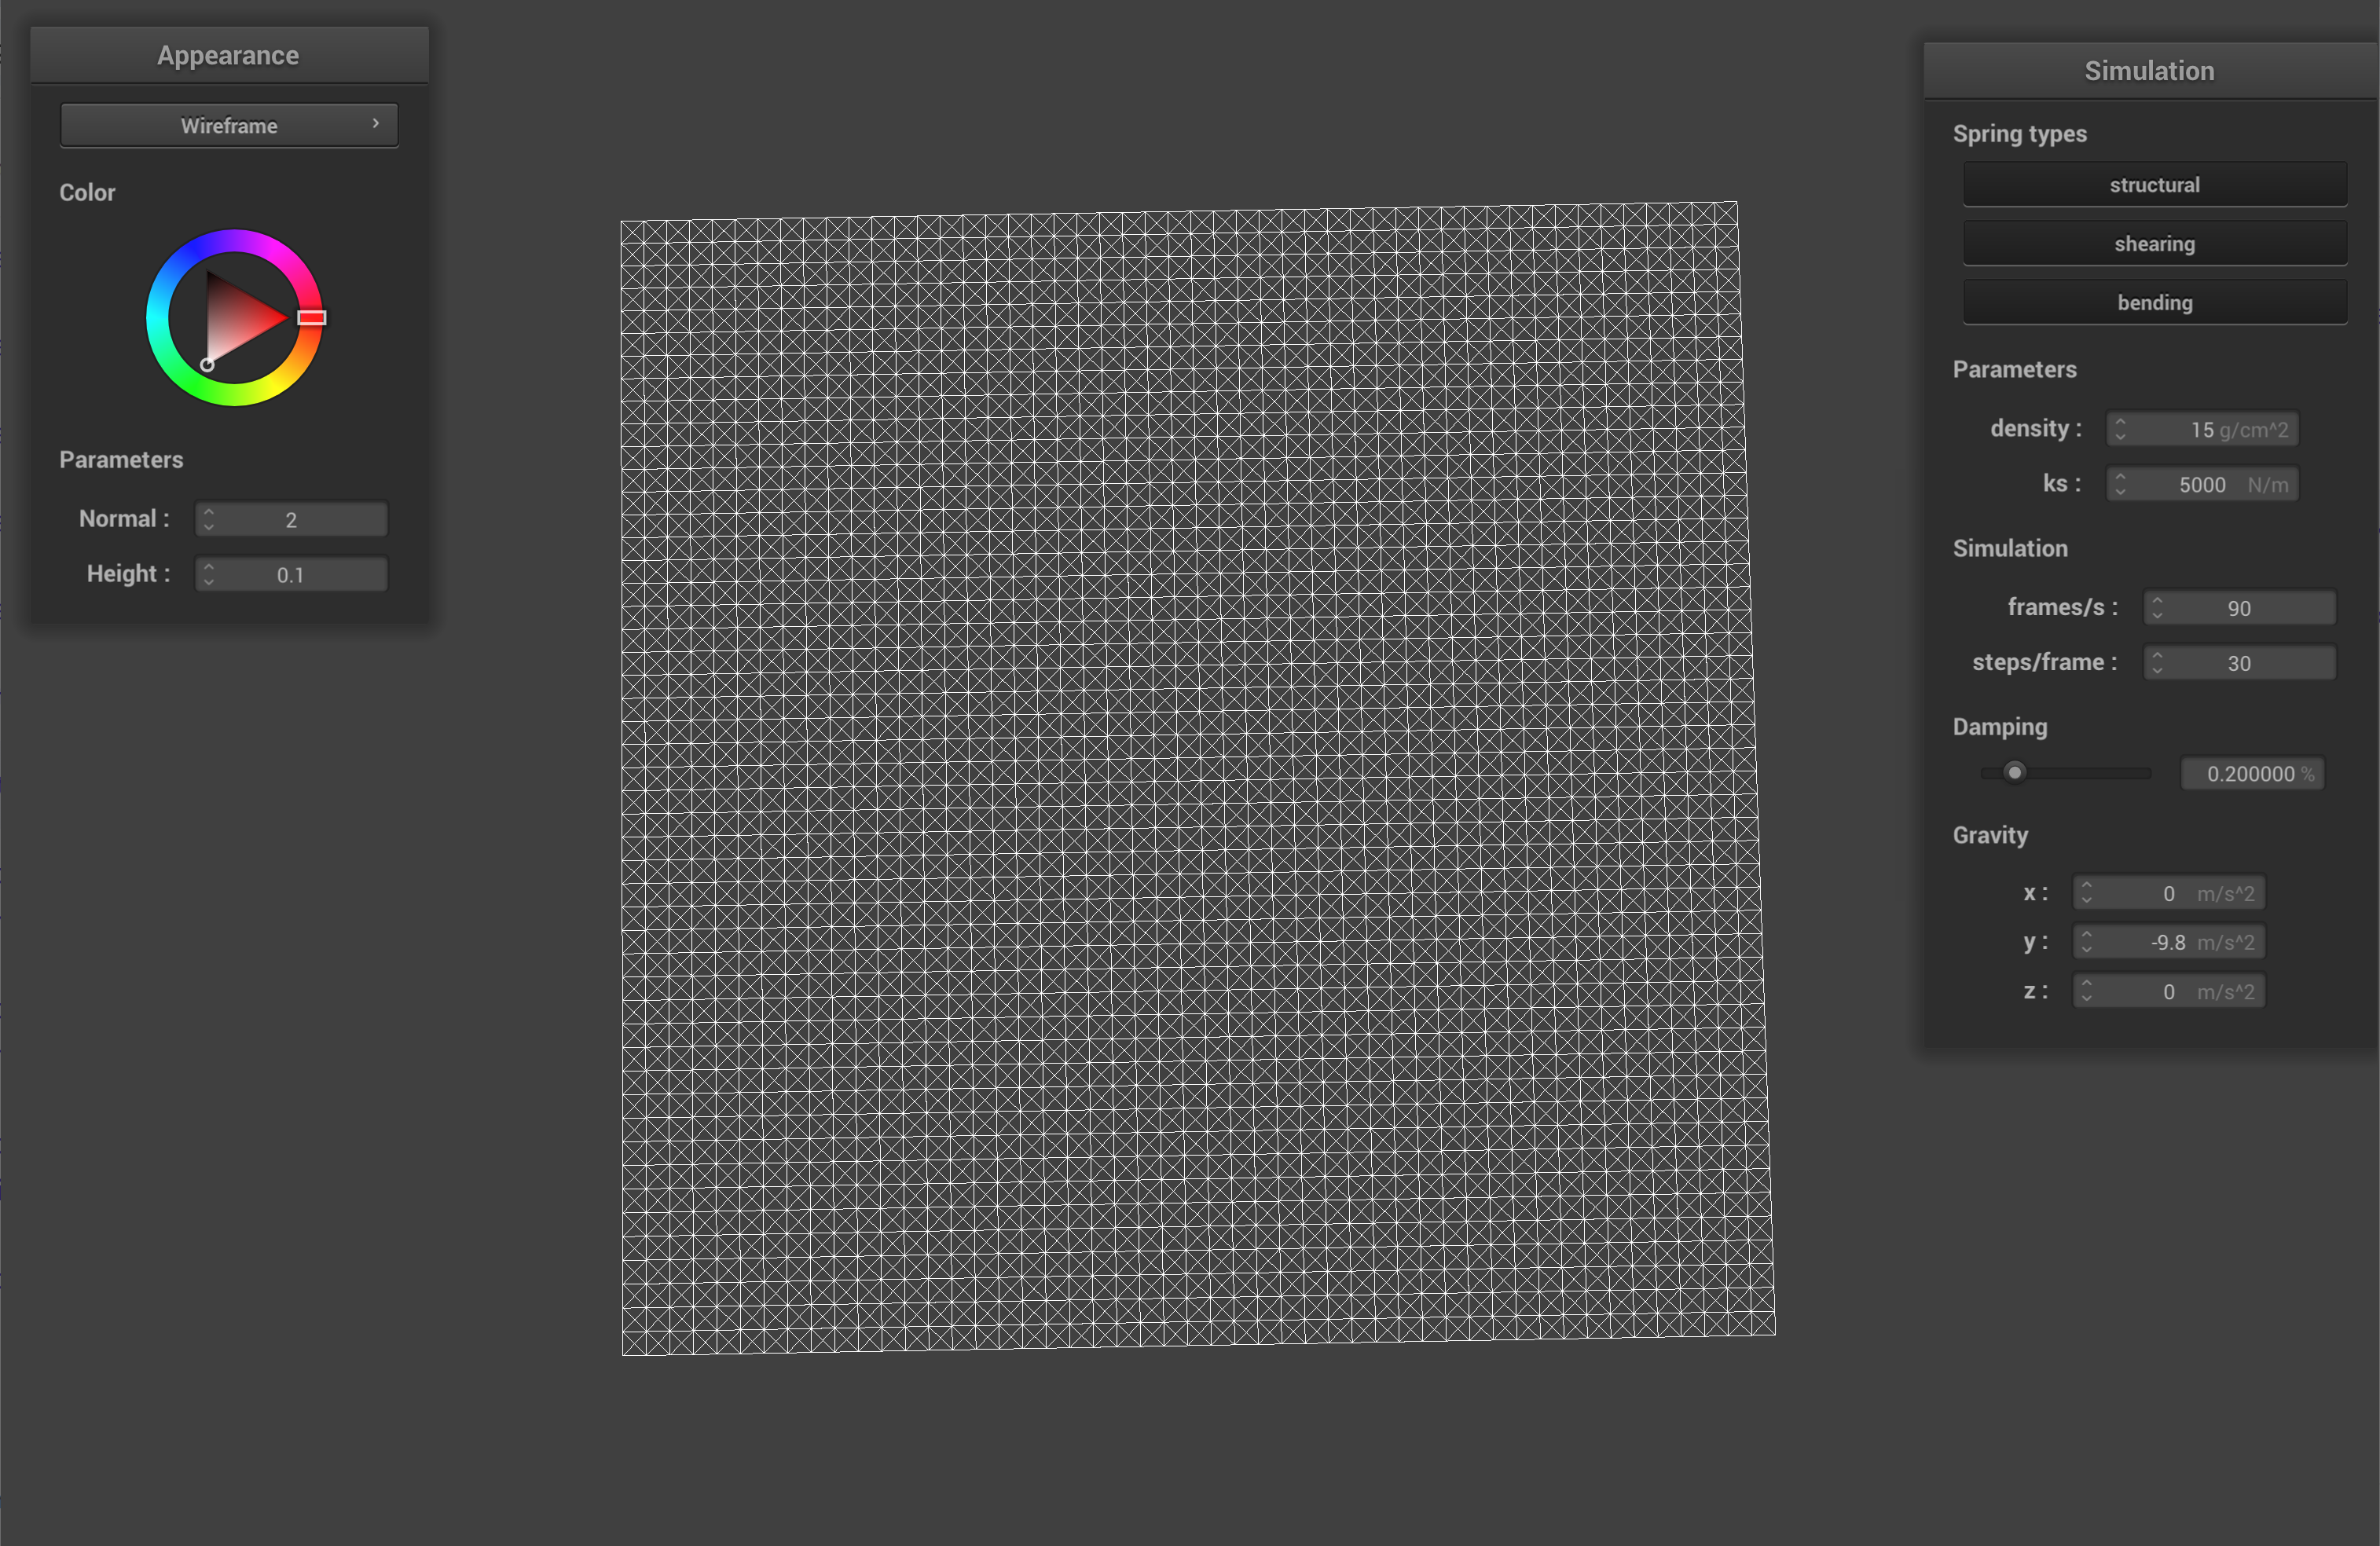 Appearance
Wireframe
Color
Parameters
Normal : 2
Height : 0.1
Simulation
Spring types
structural
shearing
bending
Parameters
density : 15 g/cm^2
ks : 5000 N/m
Simulation
frames/s : 90
steps/frame : 30
Damping
0.200000 %
Gravity
x : 0 m/s^2
y : -9.8 m/s^2
z : 0 m/s^2